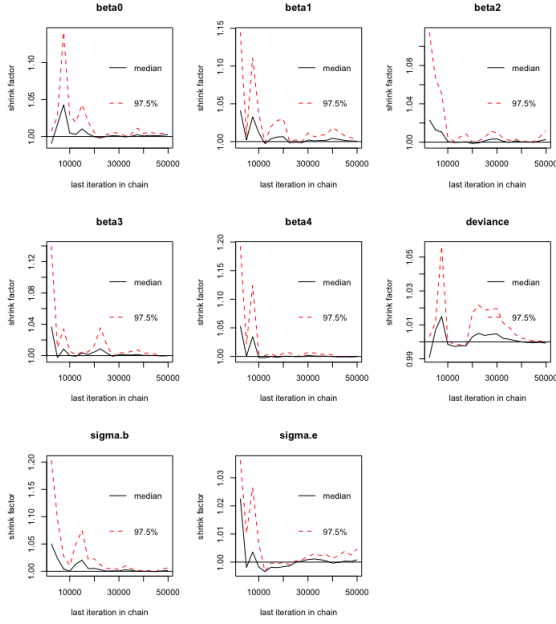 beta0
beta1
beta2
shrink factor
1.00 1.05 1.10
median
97.5%
10000 30000 50000
last iteration in chain
shrink factor
1.00 1.05 1.10 1.15
median
97.5%
10000 30000 50000
last iteration in chain
shrink factor
1.00 1.04 1.08
median
97.5%
10000 30000 50000
last iteration in chain
beta3
beta4
deviance
shrink factor
1.00 1.04 1.08 1.12
median
97.5%
10000 30000 50000
last iteration in chain
shrink factor
1.00 1.05 1.10 1.15 1.20
median
97.5%
10000 30000 50000
last iteration in chain
shrink factor
0.99 1.01 1.03 1.05
median
97.5%
10000 30000 50000
last iteration in chain
sigma.b
sigma.e
shrink factor
1.00 1.05 1.10 1.15 1.20
median
97.5%
10000 30000 50000
last iteration in chain
shrink factor
1.00 1.01 1.02 1.03
median
97.5%
10000 30000 50000
last iteration in chain